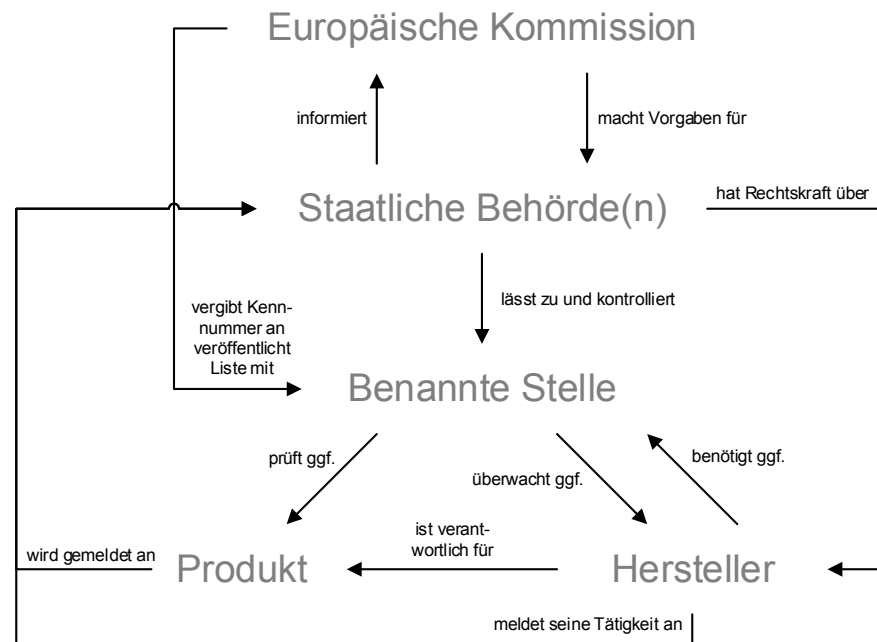 Europäische Kommission
informiert
macht Vorgaben für
Staatliche Behörde(n)
hat Rechtskraft über
lässt zu und kontrolliert
vergibt Kenn-
nummer an
veröffentlicht
Liste mit
Benannte Stelle
prüft ggf.
überwacht ggf.
benötigt ggf.
ist verant-
wortlich für
wird gemeldet an
Produkt
Hersteller
meldet seine Tätigkeit an